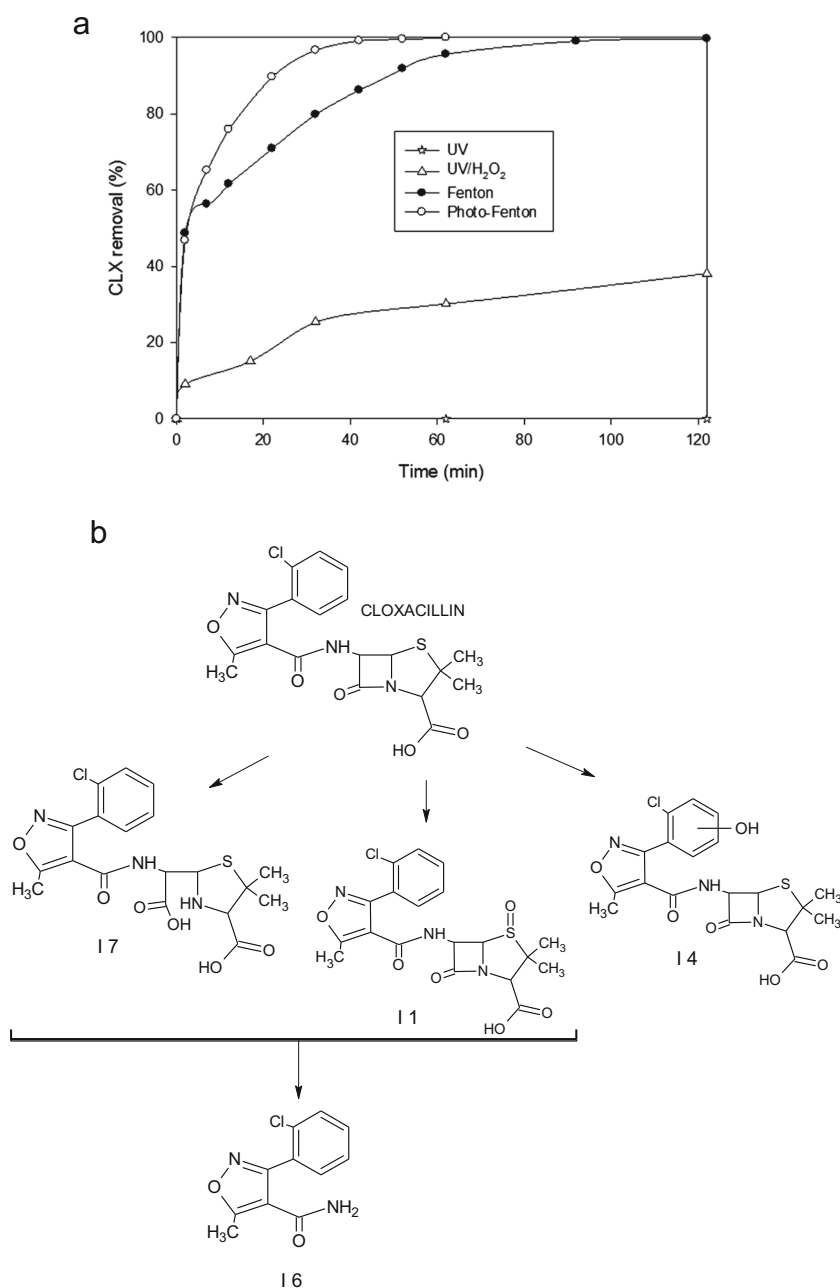 a
CLX removal (%)
100
80
60
40
20
0
UV
UV/H₂O₂
Fenton
Photo-Fenton
0 20 40 60 80 100 120
Time (min)
b
Cl
N
O
H₃C
O
NH
CLOXACILLIN
S
CH₃
CH₃
O
N
HO
O
Cl
N
O
H₃C
O
NH
S
CH₃
CH₃
HN
O
OH
HO
O
I 7
Cl
N
O
H₃C
O
NH
O
S
CH₃
CH₃
O
N
HO
O
I 1
Cl
OH
N
O
H₃C
O
NH
S
CH₃
CH₃
O
N
HO
O
I 4
Cl
N
O
H₃C
O
NH₂
I 6